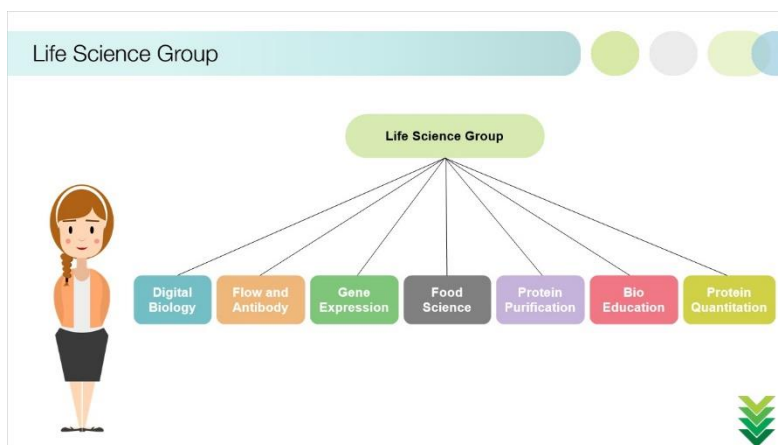 Life Science Group
Life Science Group
Digital
Biology
Flow and
Antibody
Gene
Expression
Food
Science
Protein
Purification
Bio
Education
Protein
Quantitation